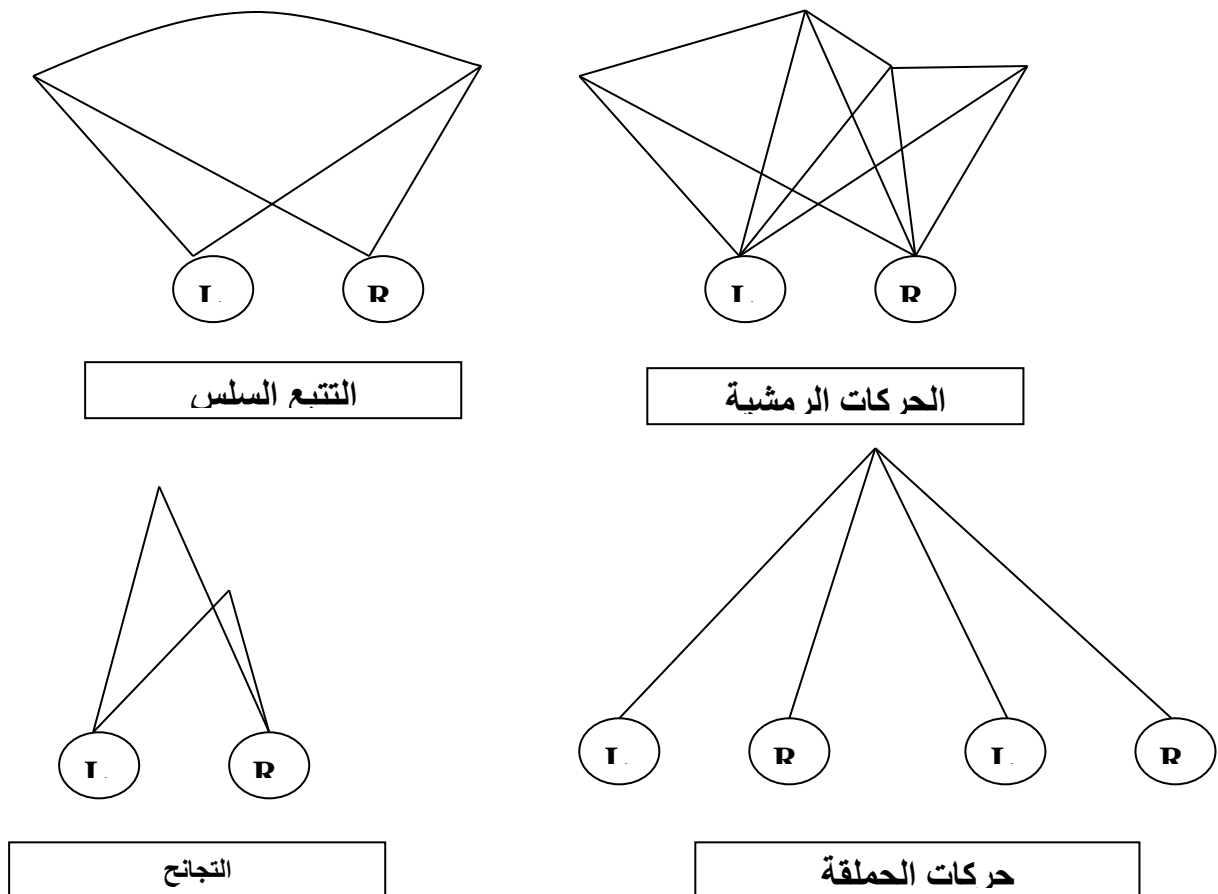 L R
L R
التتبع السلس
الحركات الرمشية
L R
L R L R
التجانح
حركات الحملقة